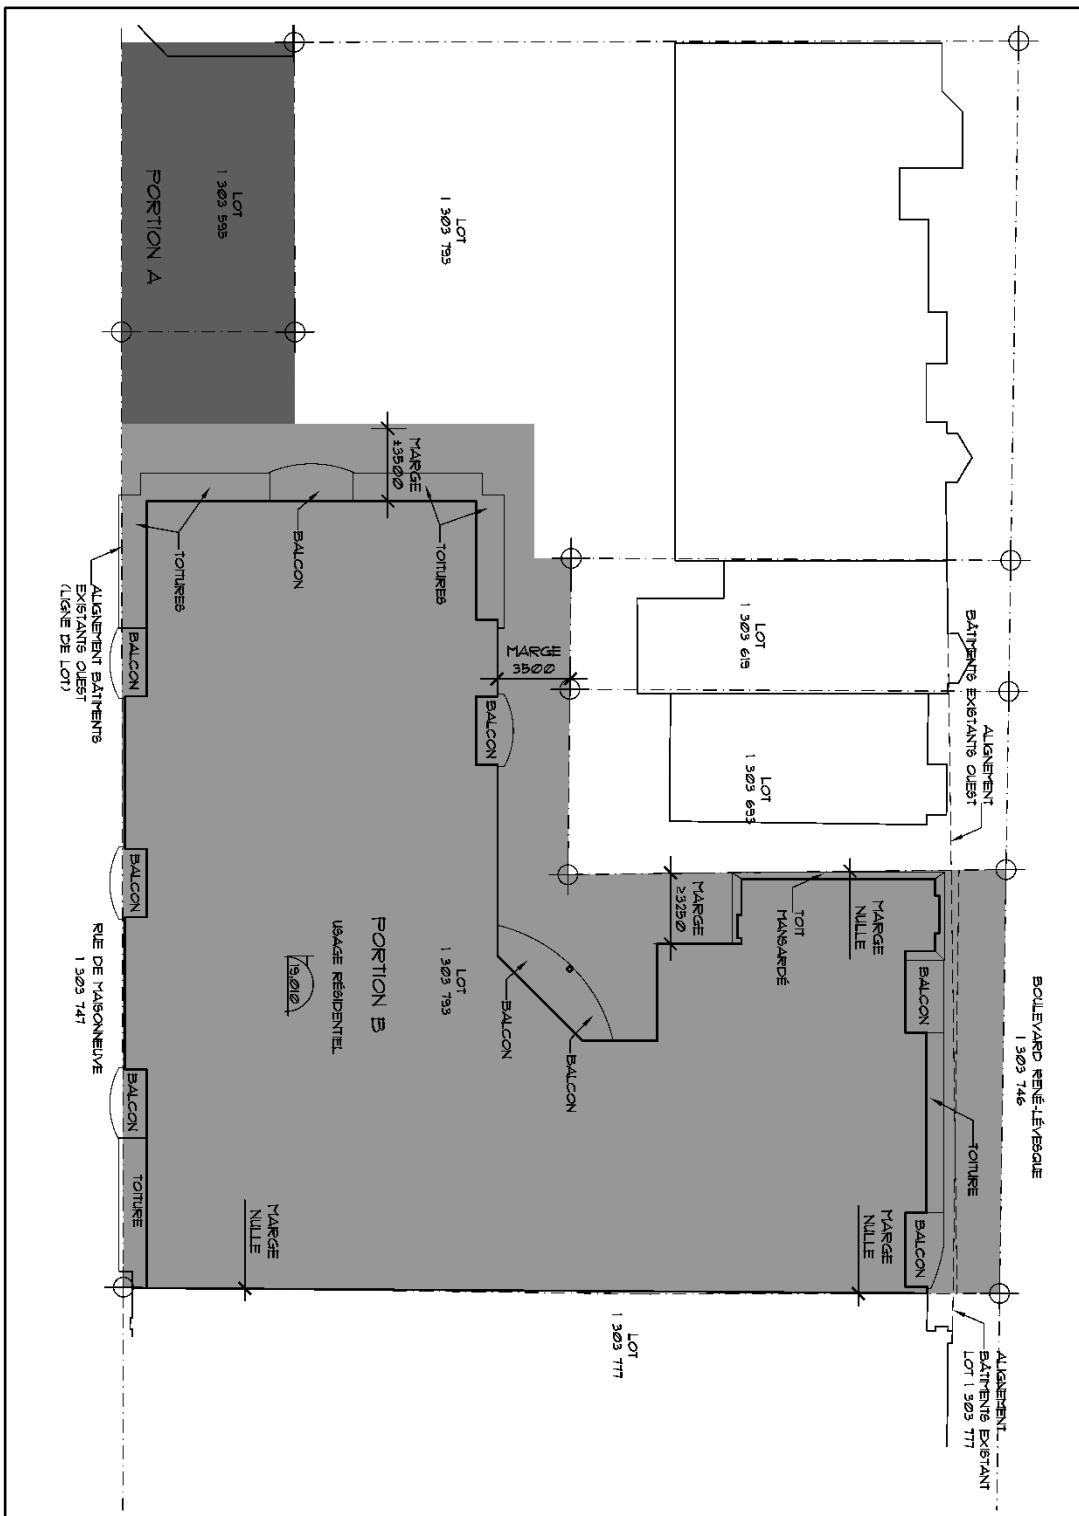 LOT
1 303 595
PORTION A
LOT
1 303 793
MARGE
±3500
TOITURES
BALCON
TOITURES
ALIGNEMENT BÂTIMENTS
EXISTANTS OUEST
(LIGNE DE LOT)
BALCON
MARGE
3500
BALCON
LOT
1 303 615
BÂTIMENTS EXISTANTS OUEST
ALIGNEMENT
LOT
1 303 693
MARGE
≥3250
TOIT
MANSARDÉ
MARGE
NULLE
BOULEVARD RENÉ-LÉVESQUE
1 303 746
BALCON
RUE DE MAISONNEUVE
1 303 747
PORTION B
USAGE RÉSIDENTIEL
19,010
LOT
1 303 793
BALCON
BALCON
BALCON
TOITURE
BALCON
TOITURE
MARGE
NULLE
MARGE
NULLE
BALCON
LOT
1 303 777
ALIGNEMENT
BÂTIMENTS EXISTANT
LOT 1 303 777